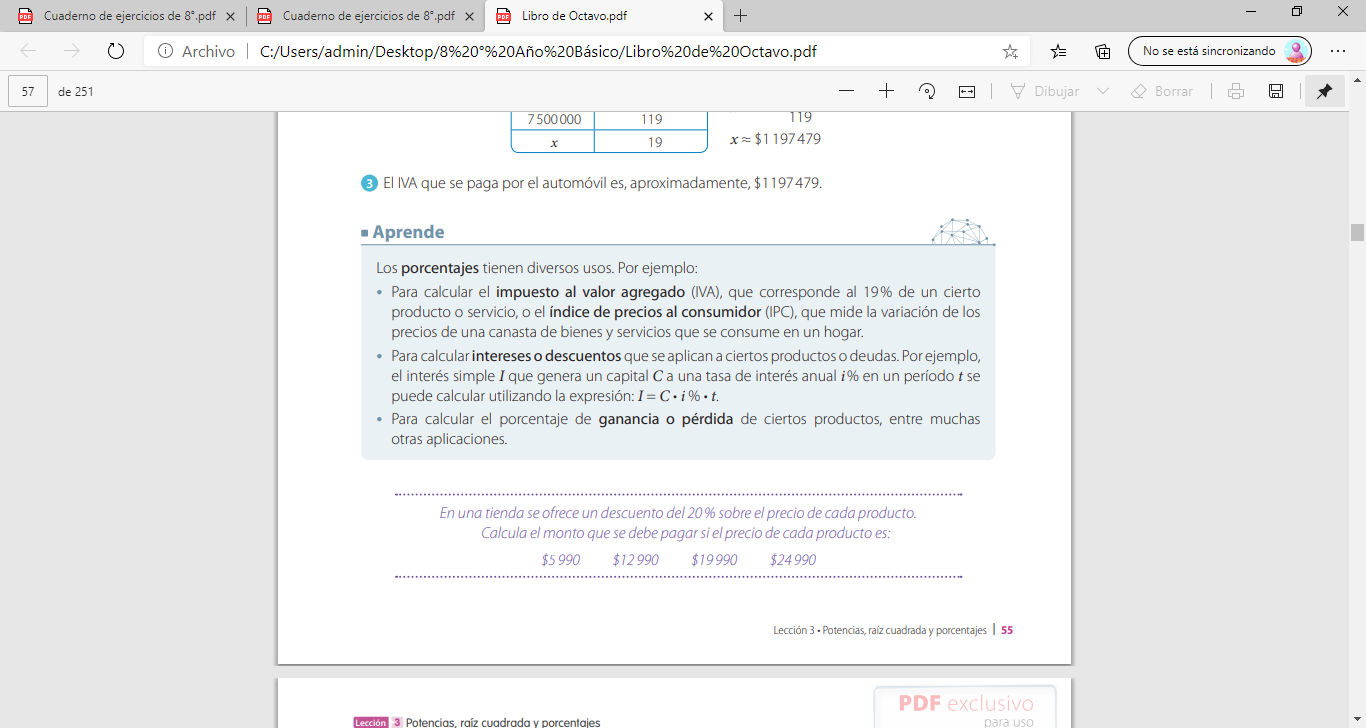 Cuaderno de ejercicios de 8°.pdf
Cuaderno de ejercicios de 8°.pdf
Libro de Octavo.pdf
Archivo
C:/Users/admin/Desktop/8%20°%20Año%20Básico/Libro%20de%20Octavo.pdf
No se está sincronizando
57 de 251
Dibujar
Borrar
7 500 000 119
x 19
119
x ≈ $1 197 479
3 El IVA que se paga por el automóvil es, aproximadamente, $1 197 479.
Aprende
Los porcentajes tienen diversos usos. Por ejemplo:
• Para calcular el impuesto al valor agregado (IVA), que corresponde al 19 % de un cierto
producto o servicio, o el índice de precios al consumidor (IPC), que mide la variación de los
precios de una canasta de bienes y servicios que se consume en un hogar.
• Para calcular intereses o descuentos que se aplican a ciertos productos o deudas. Por ejemplo,
el interés simple I que genera un capital C a una tasa de interés anual i % en un período t se
puede calcular utilizando la expresión: I = C • i % • t.
• Para calcular el porcentaje de ganancia o pérdida de ciertos productos, entre muchas
otras aplicaciones.
En una tienda se ofrece un descuento del 20 % sobre el precio de cada producto.
Calcula el monto que se debe pagar si el precio de cada producto es:
$5 990 $12 990 $19 990 $24 990
Lección 3 • Potencias, raíz cuadrada y porcentajes 55
PDF exclusivo
para uso
Lección 3 Potencias, raíz cuadrada y porcentajes